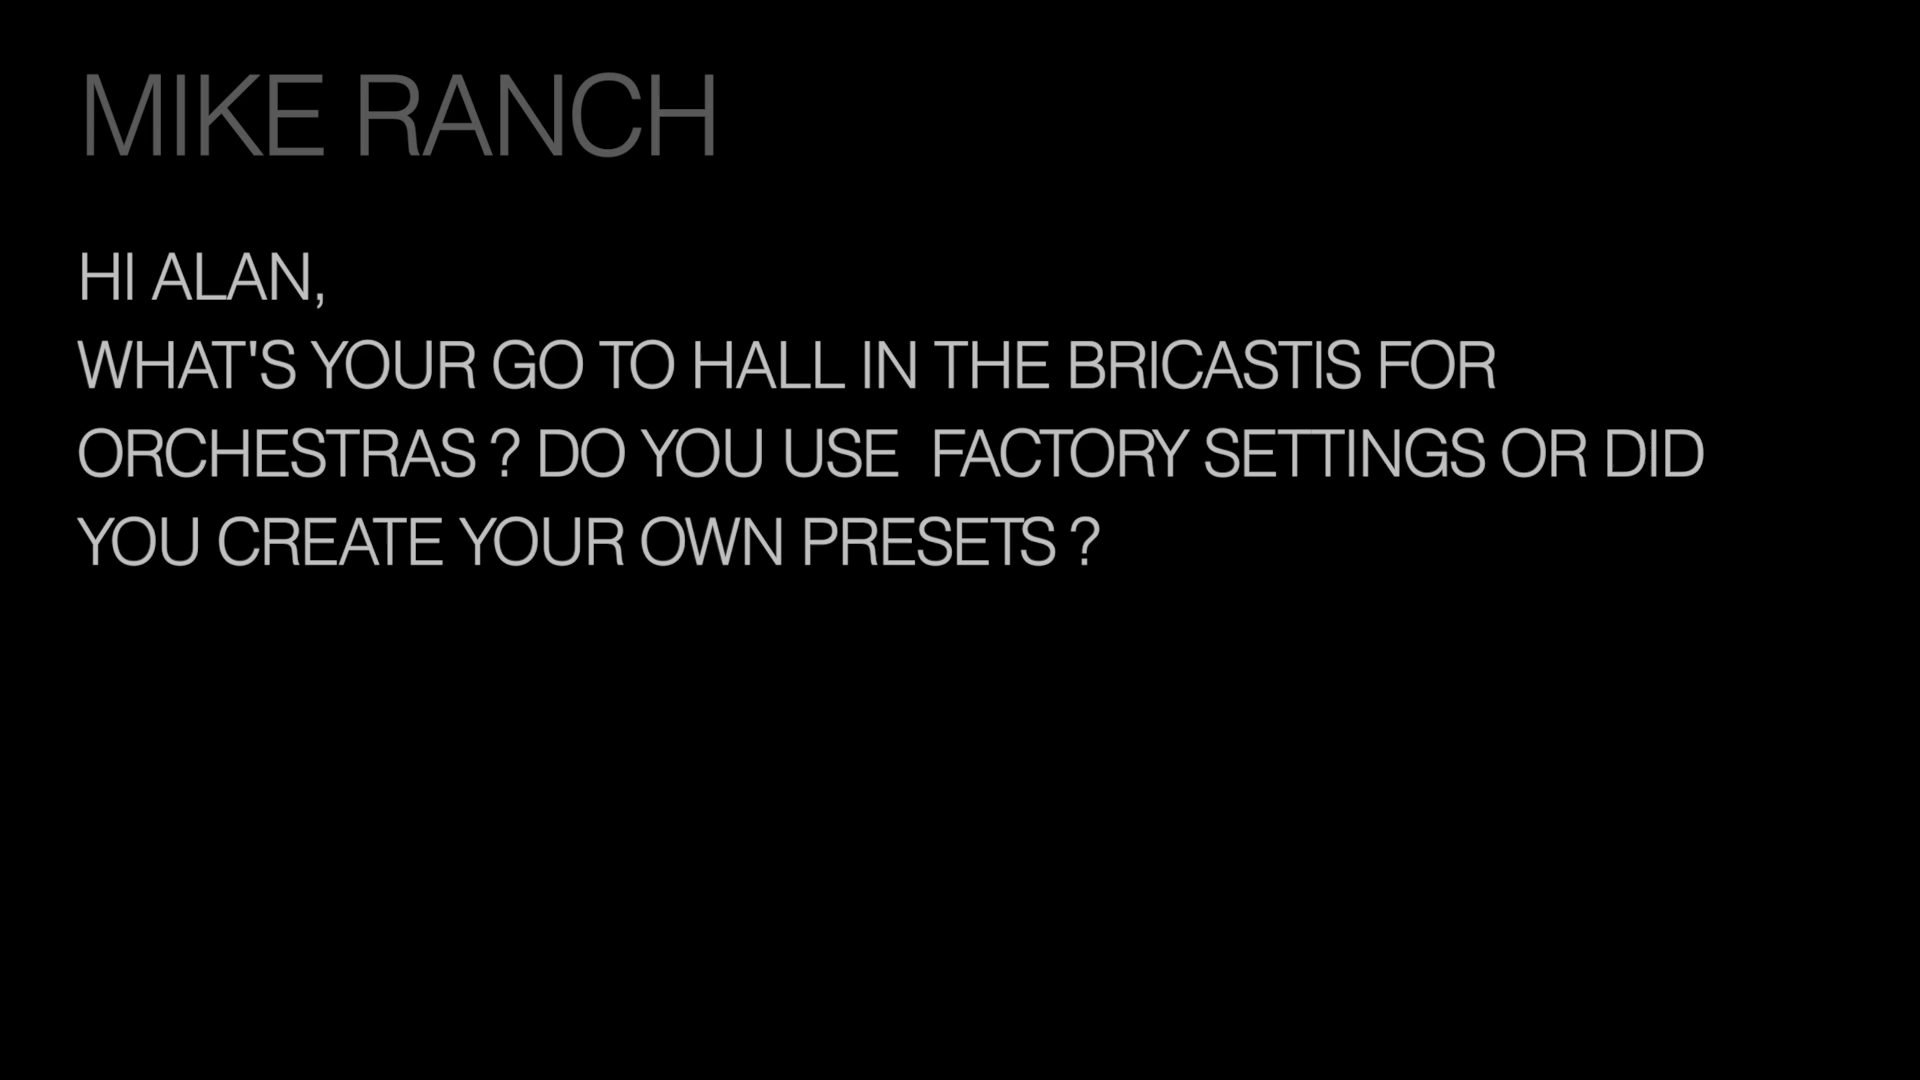 MIKE RANCH
HI ALAN,
WHAT'S YOUR GO TO HALL IN THE BRICASTIS FOR
ORCHESTRAS ? DO YOU USE  FACTORY SETTINGS OR DID
YOU CREATE YOUR OWN PRESETS ?